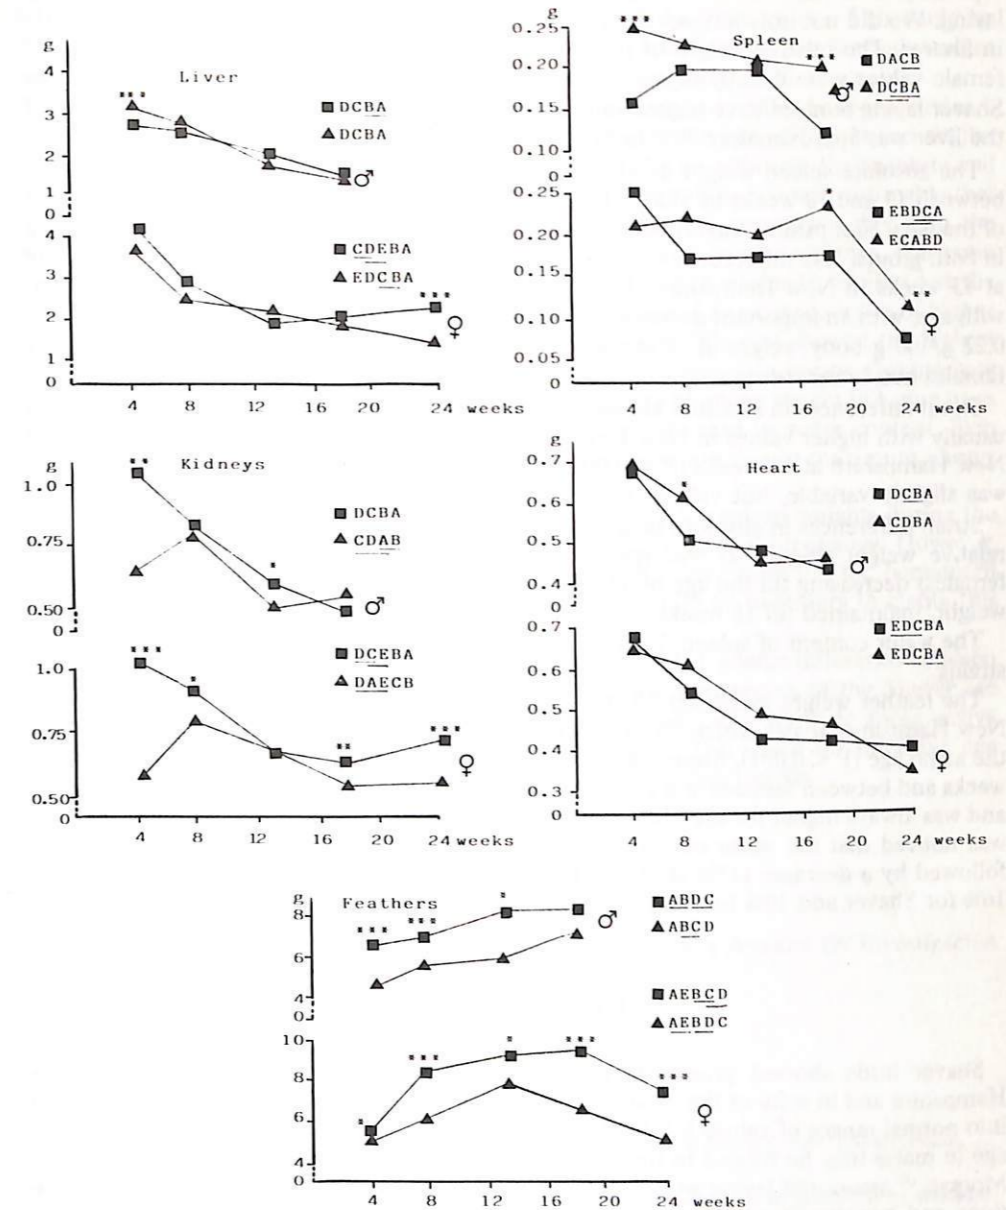 g
Liver
4
3
2
1
0
***
DCBA
DCBA
♂
4
3
2
1
0
CDEBA
EDCBA
***
♀
4 8 12 16 20 24 weeks
g
Spleen
0.25
0.20
0.15
0.10
0
***
***
DACB
DCBA
♂
0.25
0.20
0.15
0.10
0.05
0
*
**
EBDCA
ECABD
♀
4 8 12 16 20 24 weeks
g
Kidneys
1.0
0.75
0.50
0
**
*
DCBA
CDAB
♂
1.0
0.75
0.50
0
***
*
**
***
DCEBA
DAECB
♀
4 8 12 16 20 24 weeks
g
Heart
0.7
0.6
0.5
0.4
0
*
DCBA
CDBA
♂
0.7
0.6
0.5
0.4
0.3
0
EDCBA
EDCBA
♀
4 8 12 16 20 24 weeks
g
Feathers
8
6
4
0
***
***
*
ABDC
ABCD
♂
10
8
6
4
0
*
***
*
***
***
AEBCD
AEBDC
♀
4 8 12 16 20 24 weeks